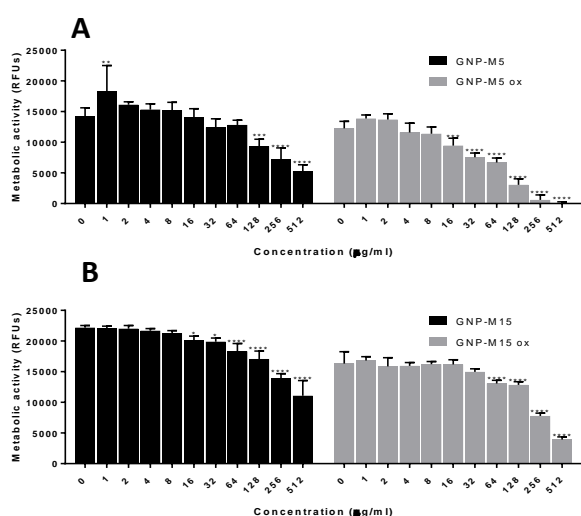 A
Metabolic activity (RFUs)
25000
20000
15000
10000
5000
0
**
***
****
****
GNP-M5
GNP-M5 ox
***
****
****
****
****
****
0 1 2 4 8 16 32 64 128 256 512 0 1 2 4 8 16 32 64 128 256 512
Concentration (µg/ml)
B
Metabolic activity (RFUs)
25000
20000
15000
10000
5000
0
*
*
****
****
****
****
GNP-M15
GNP-M15 ox
****
****
****
****
0 1 2 4 8 16 32 64 128 256 512 0 1 2 4 8 16 32 64 128 256 512
Concentration (µg/ml)